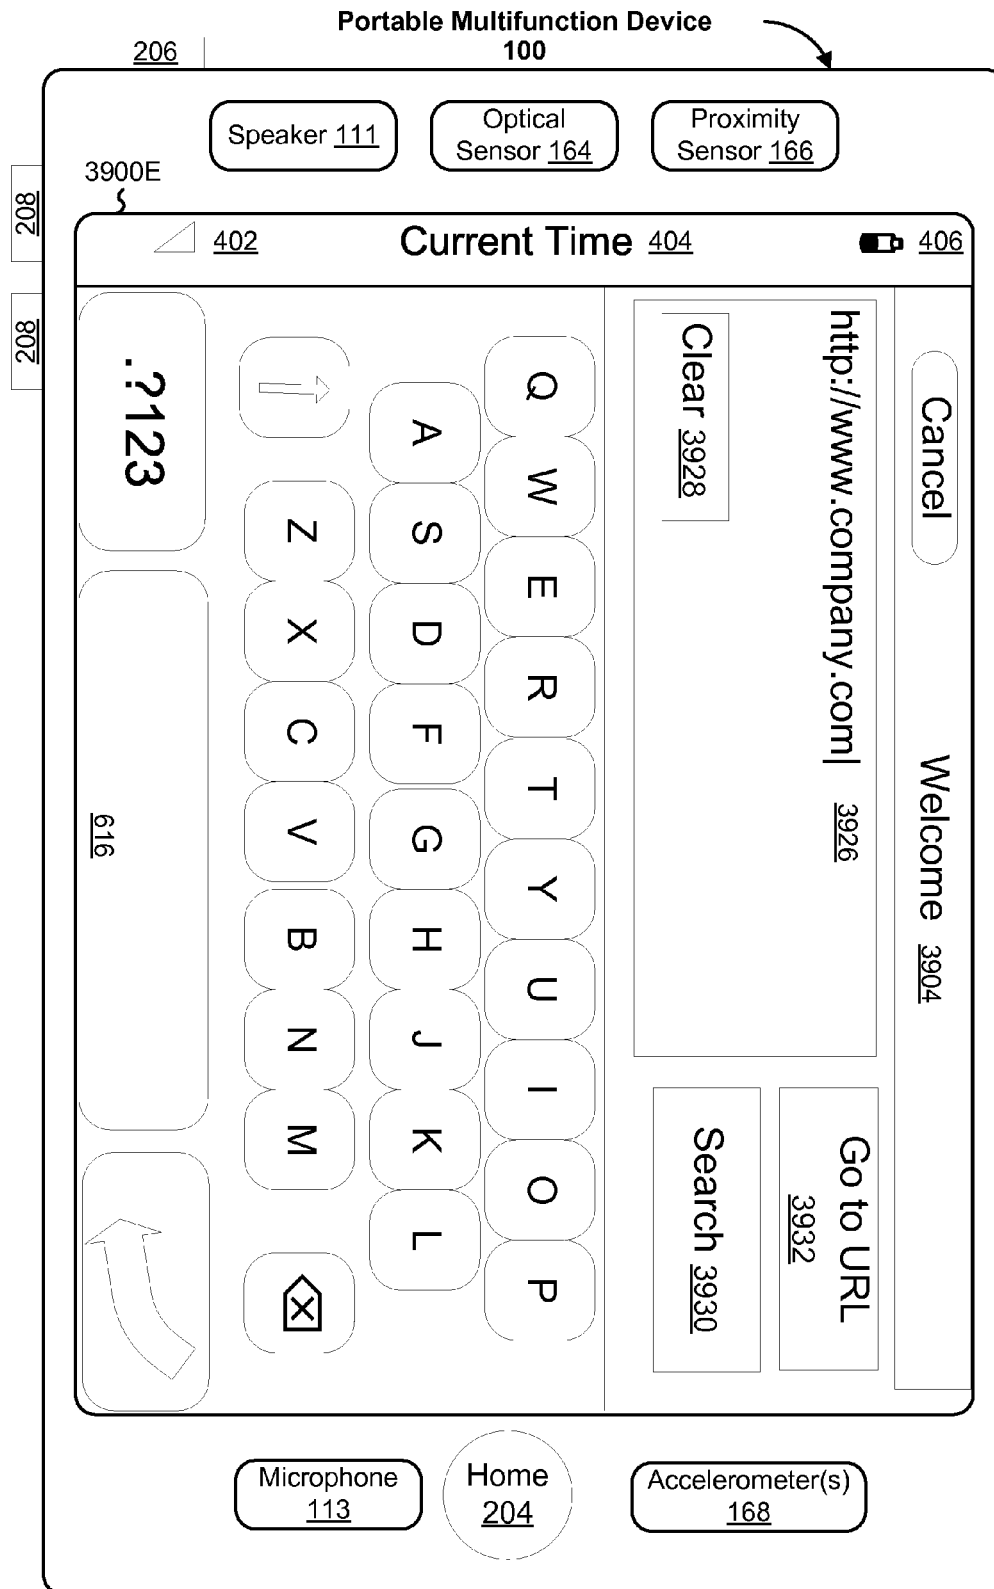 Portable Multifunction Device
100
206
Speaker 111
Optical
Sensor 164
Proximity
Sensor 166
3900E
208
208
402
Current Time 404
406
Cancel
Welcome 3904
http://www.company.com| 3926
Clear 3928
Go to URL
3932
Search 3930
Q W E R T Y U I O P
A S D F G H J K L
Z X C V B N M
.?123
616
Microphone
113
Home
204
Accelerometer(s)
168